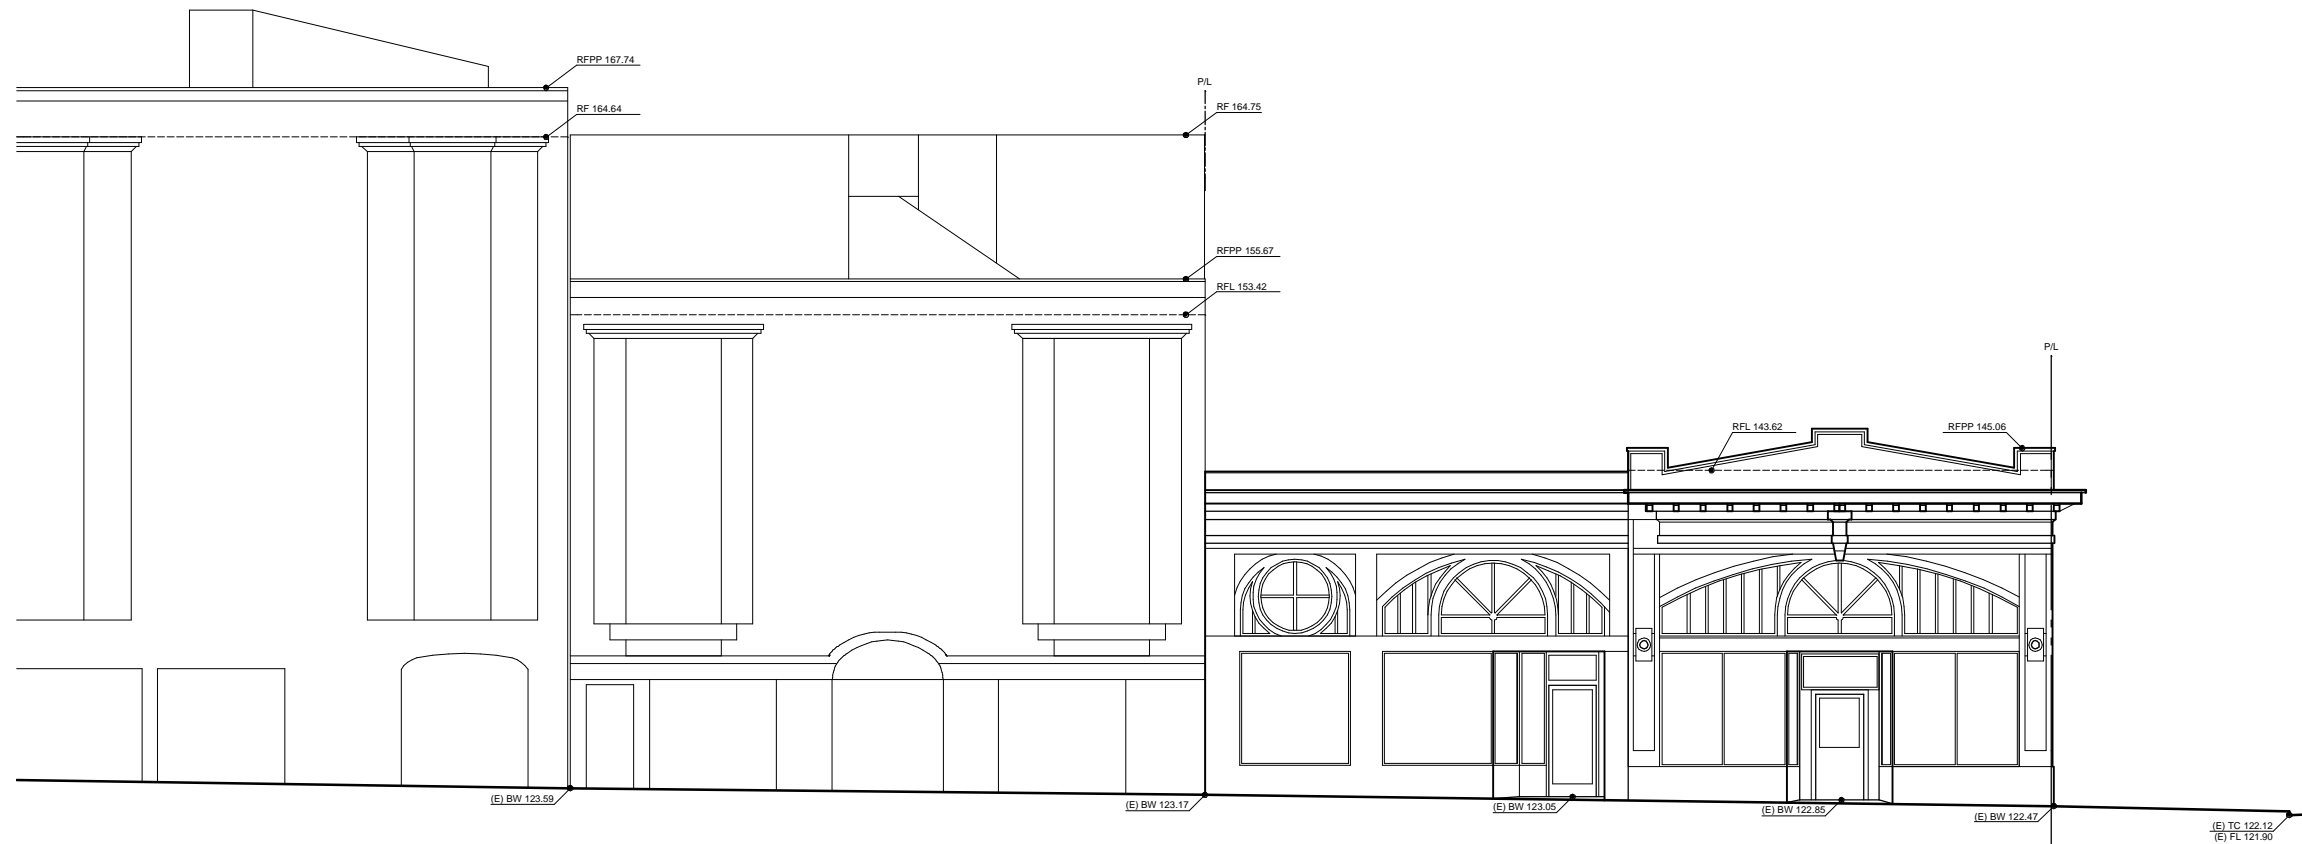 RFPP 167.74
P/L
RF 164.64
RF 164.75
RFPP 155.67
RFL 153.42
P/L
RFL 143.62
RFPP 145.06
(E) BW 123.59
(E) BW 123.17
(E) BW 123.05
(E) BW 122.85
(E) BW 122.47
(E) TC 122.12
(E) FL 121.90